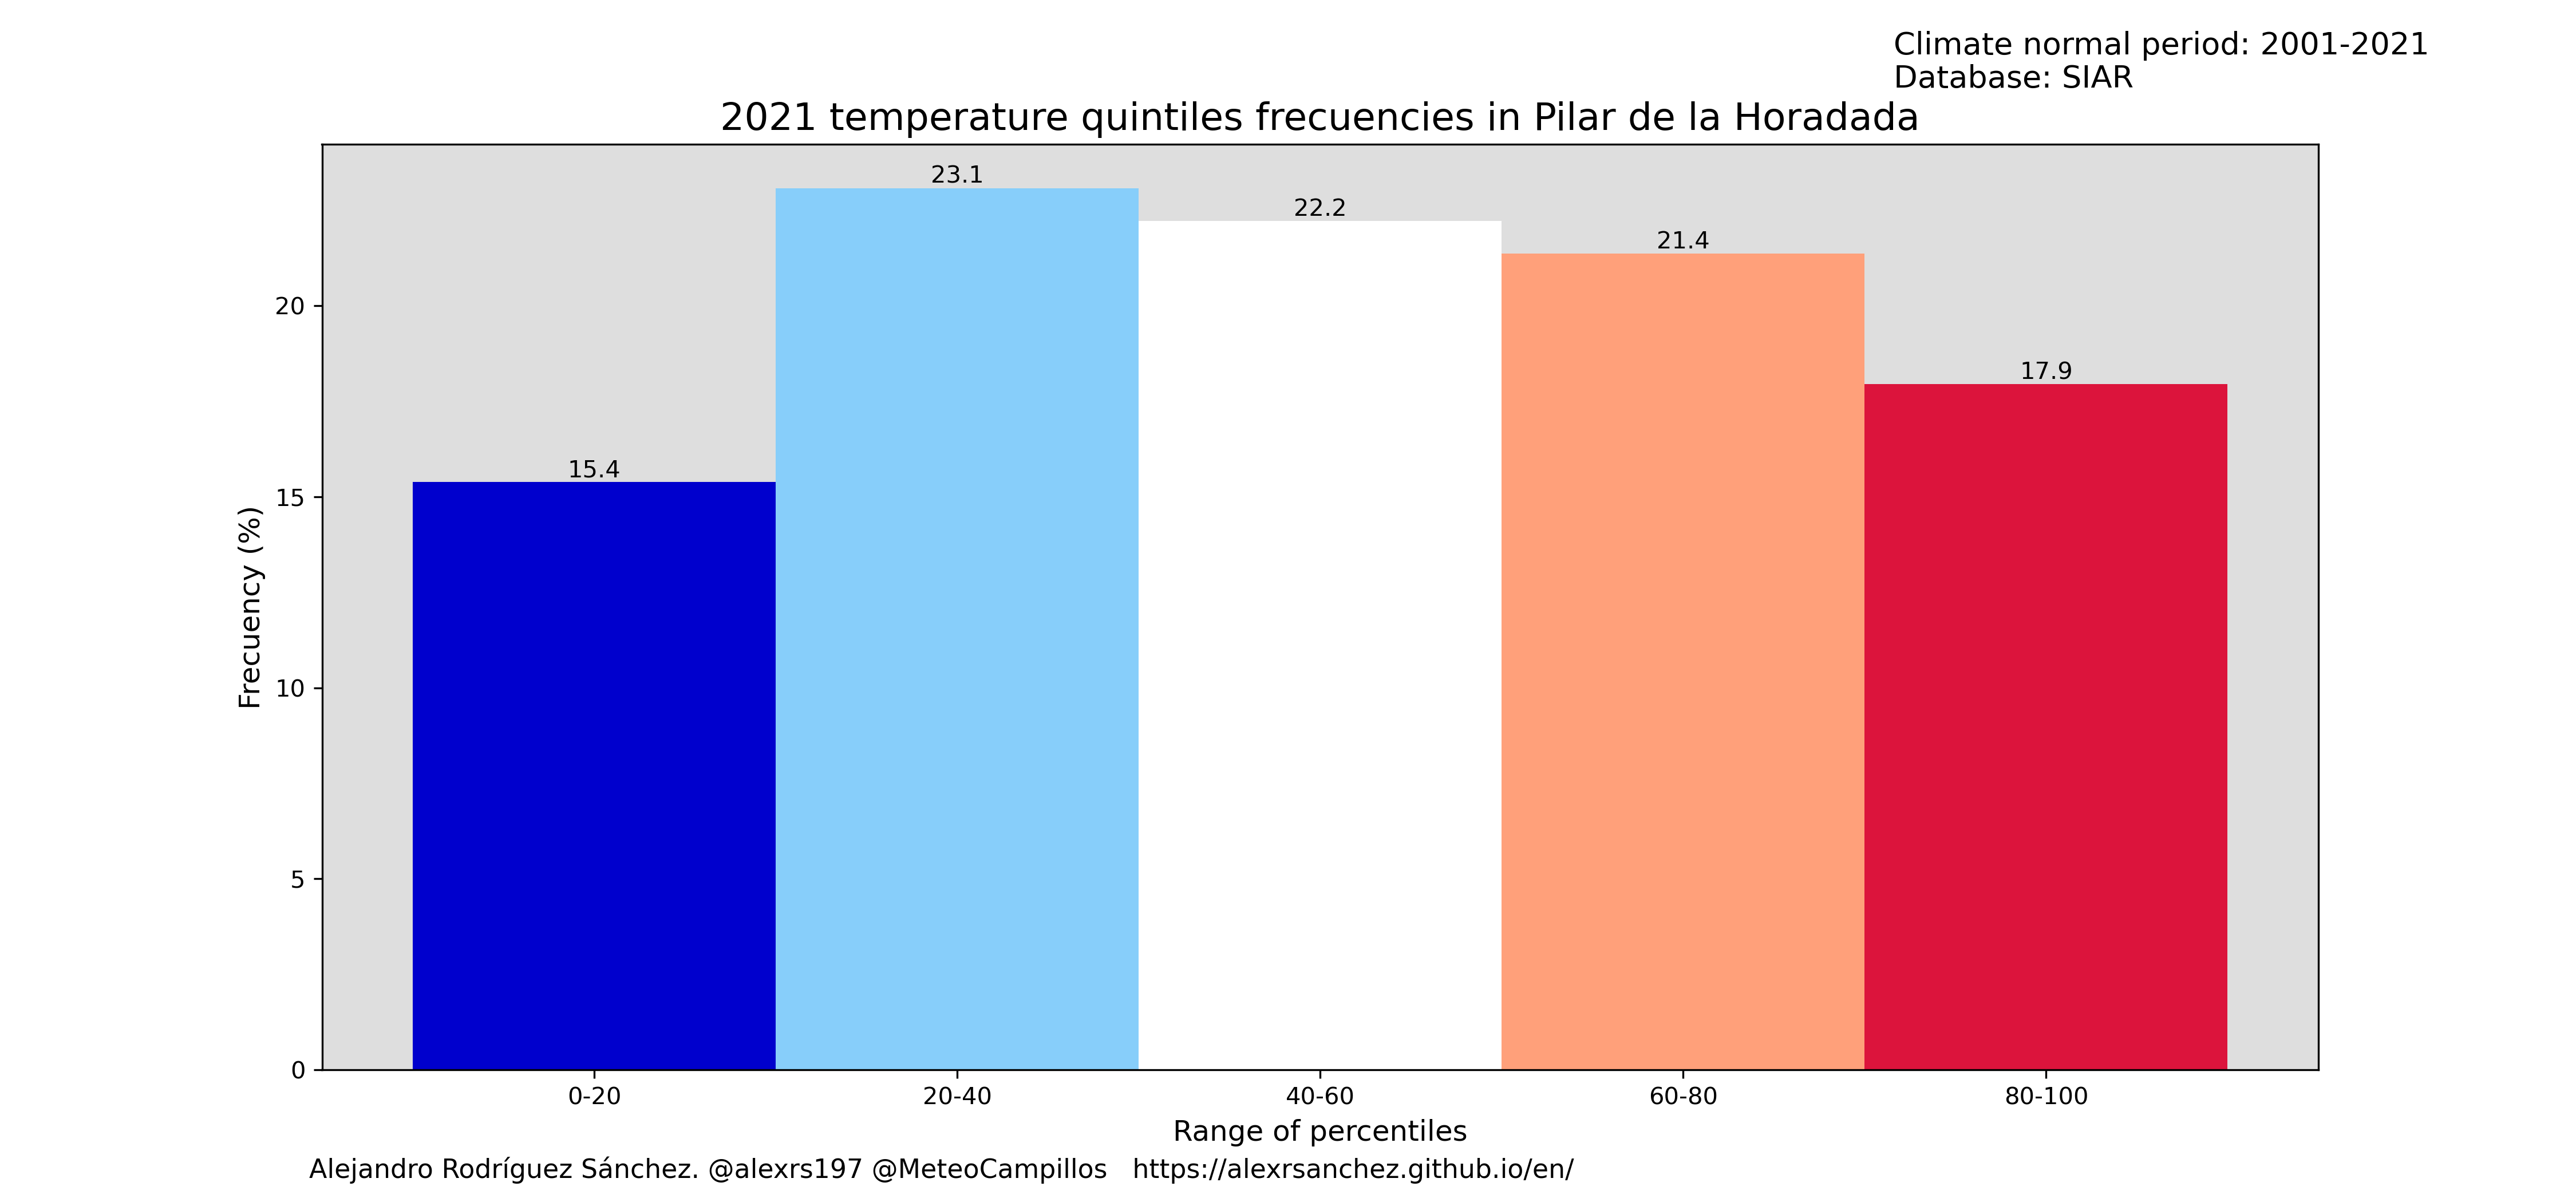 Climate normal period: 2001-2021
Database: SIAR
2021 temperature quintiles frecuencies in Pilar de la Horadada
23.1
22.2
21.4
20
17.9
15.4
15
Frecuency (%)
10
5
0
0-20 20-40 40-60 60-80 80-100
Range of percentiles
Alejandro Rodríguez Sánchez. @alexrs197 @MeteoCampillos https://alexrsanchez.github.io/en/